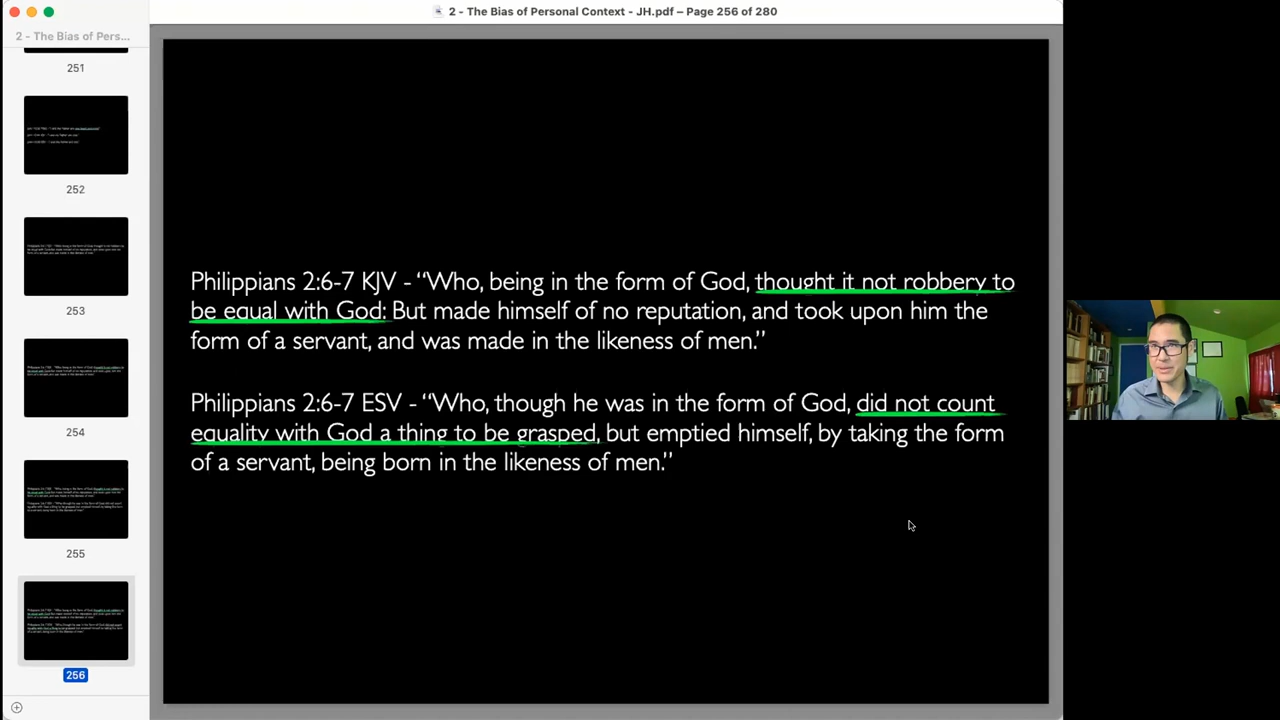 2 - The Bias of Personal Context - JH.pdf – Page 256 of 280
2 - The Bias of Pers...
251
252
253
254
255
256
Philippians 2:6-7 KJV - “Who, being in the form of God, thought it not robbery to
be equal with God: But made himself of no reputation, and took upon him the
form of a servant, and was made in the likeness of men.”
Philippians 2:6-7 ESV - “Who, though he was in the form of God, did not count
equality with God a thing to be grasped, but emptied himself, by taking the form
of a servant, being born in the likeness of men.”